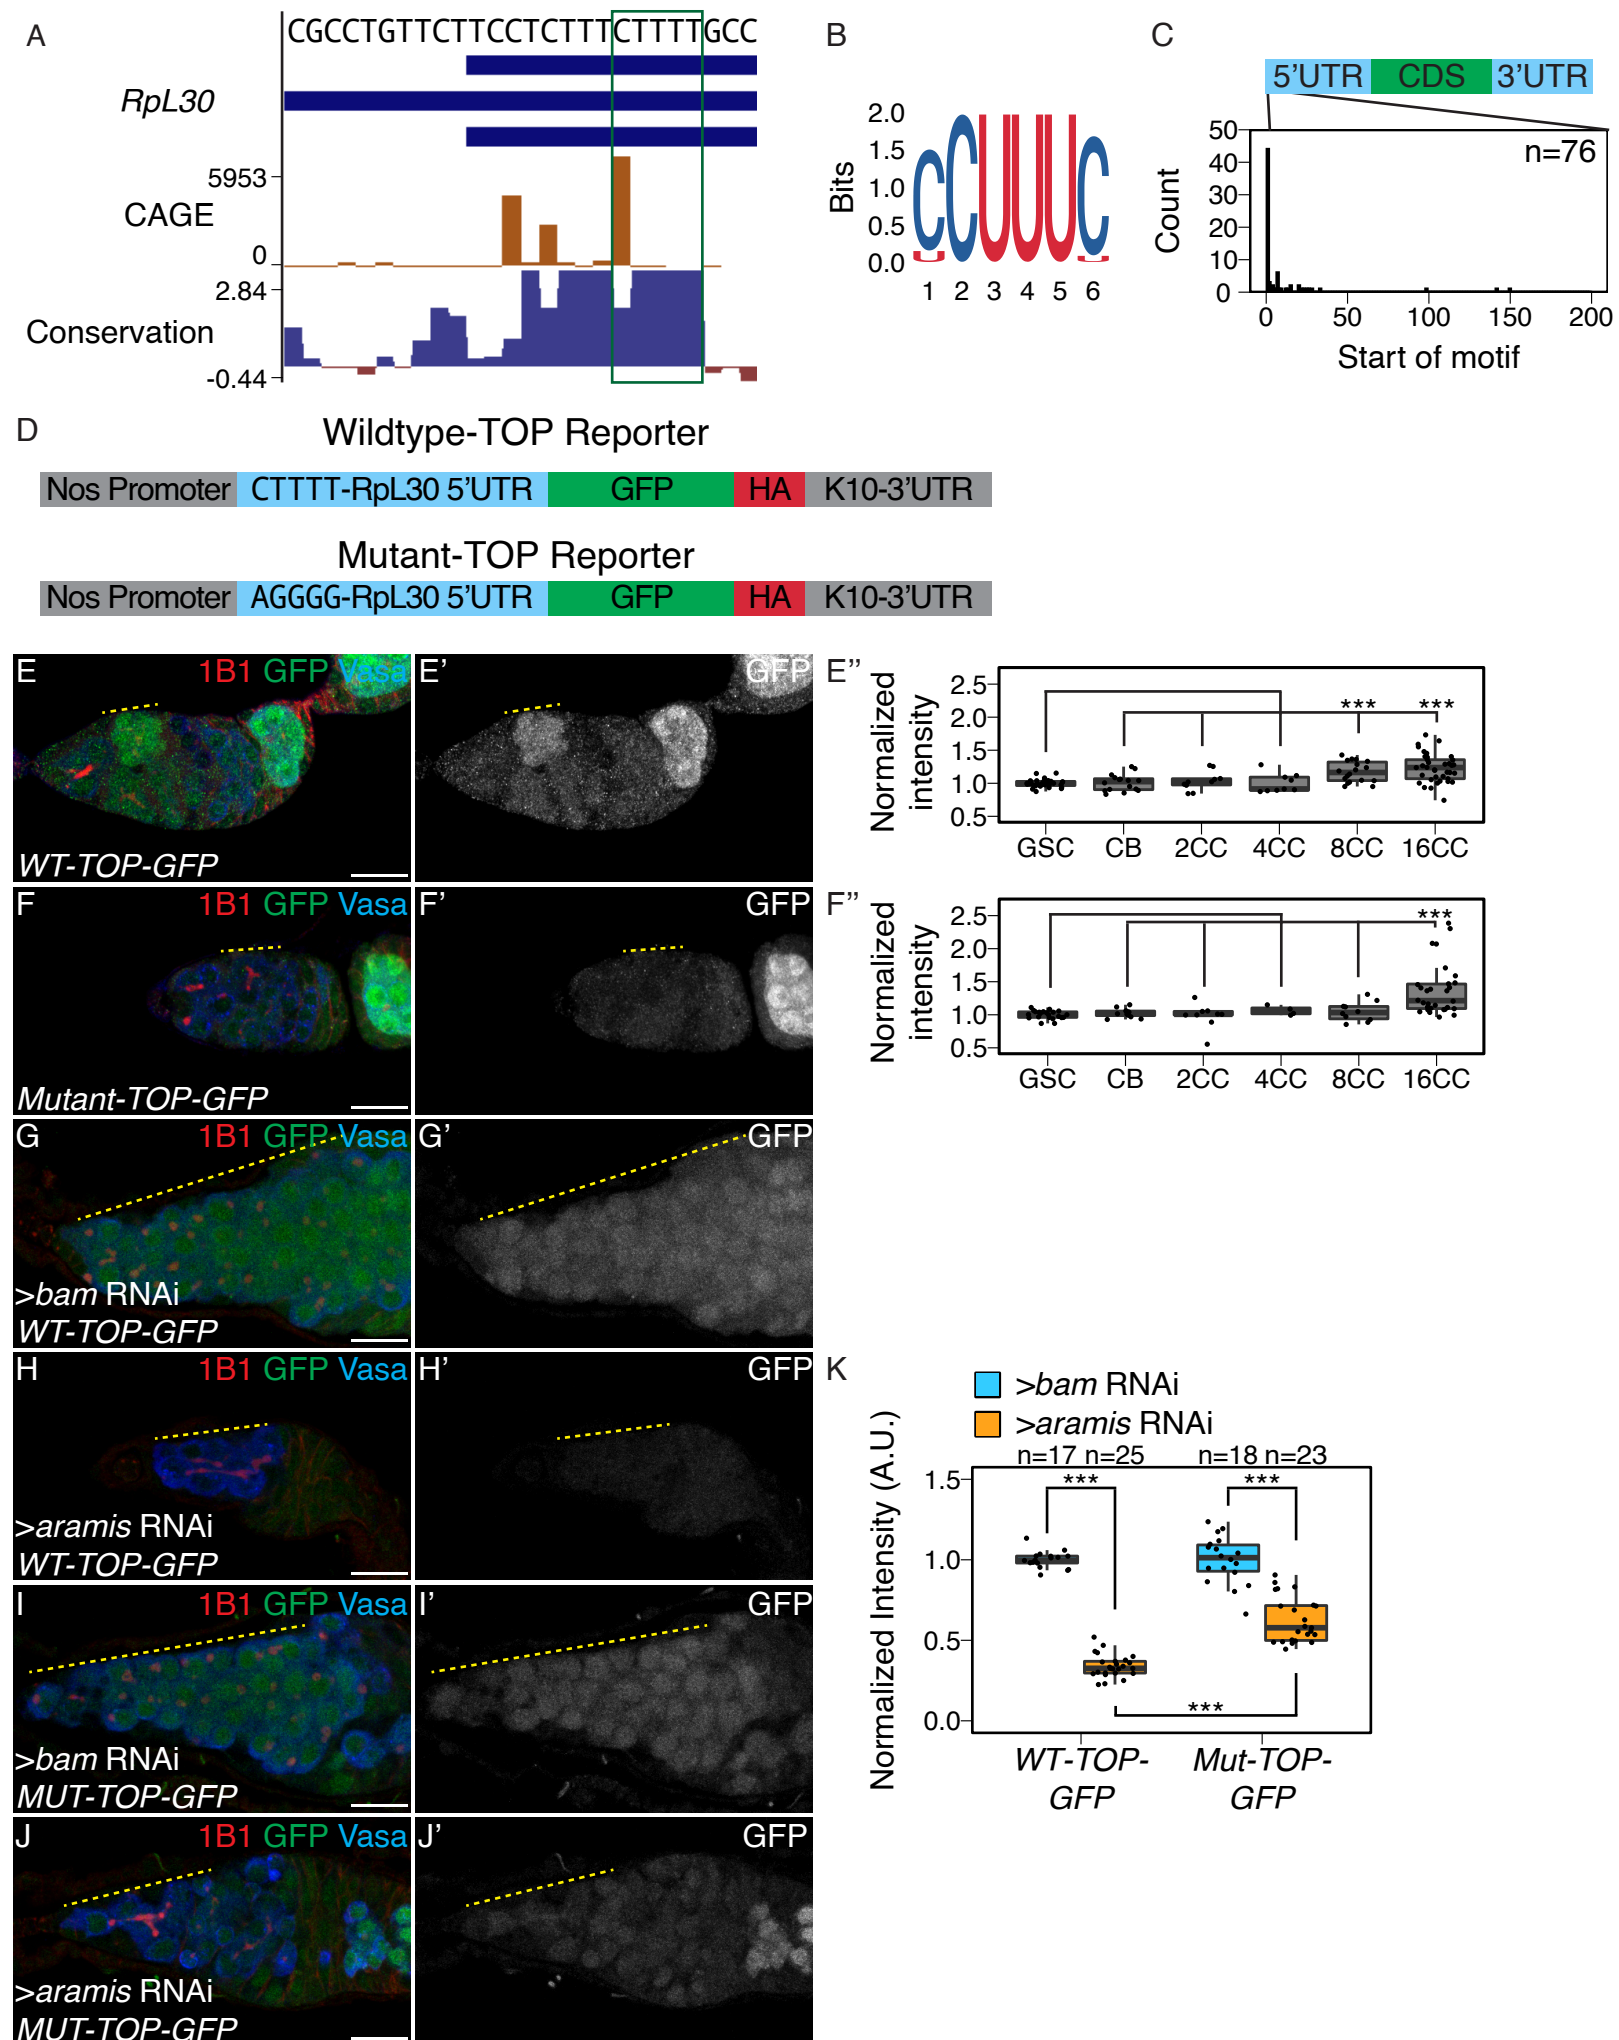 A
CGCCTGTTCTTCCTCTTTCTTTTGCC
RpL30
5953
CAGE
0
2.84
Conservation
-0.44
B
Bits
2.0
1.5
1.0
0.5
0.0
CCUUUC
U
1 2 3 4 5 6
C
5'UTR CDS 3'UTR
n=76
Count
50
40
30
20
10
0
0 50 100 150 200
Start of motif
D
Wildtype-TOP Reporter
Nos Promoter CTTTT-RpL30 5'UTR GFP HA K10-3'UTR
Mutant-TOP Reporter
Nos Promoter AGGGG-RpL30 5'UTR GFP HA K10-3'UTR
E 1B1 GFP Vasa
WT-TOP-GFP
E' GFP
E''
Normalized intensity
2.5
2.0
1.5
1.0
0.5
*** ***
GSC CB 2CC 4CC 8CC 16CC
F 1B1 GFP Vasa
Mutant-TOP-GFP
F' GFP
F''
Normalized intensity
2.5
2.0
1.5
1.0
0.5
***
GSC CB 2CC 4CC 8CC 16CC
G 1B1 GFP Vasa
>bam RNAi
WT-TOP-GFP
G' GFP
H 1B1 GFP Vasa
>aramis RNAi
WT-TOP-GFP
H' GFP
I 1B1 GFP Vasa
>bam RNAi
MUT-TOP-GFP
I' GFP
J 1B1 GFP Vasa
>aramis RNAi
MUT-TOP-GFP
J' GFP
K
>bam RNAi
>aramis RNAi
n=17 n=25 n=18 n=23
Normalized Intensity (A.U.)
1.5
1.0
0.5
0.0
*** ***
***
WT-TOP-GFP
Mut-TOP-GFP